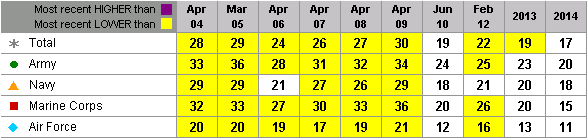 Most recent HIGHER than Apr Mar Apr Apr Apr Apr Jun Feb 2013 2014
Most recent LOWER than 04 05 06 07 08 09 10 12
Total 28 29 24 26 27 30 19 22 19 17
Army 33 36 28 31 32 34 24 25 23 20
Navy 29 29 21 27 26 29 18 21 20 18
Marine Corps 32 33 27 30 33 36 20 26 20 15
Air Force 20 20 19 17 19 21 12 16 13 11